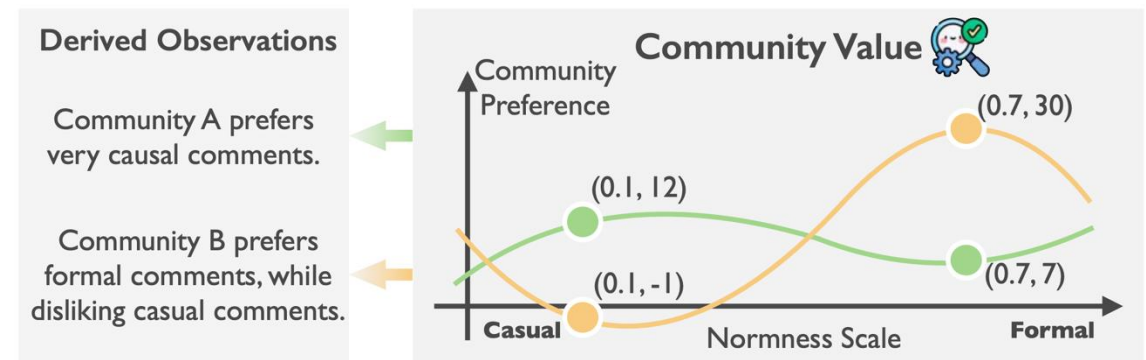 Derived Observations
Community A prefers
very causal comments.
Community B prefers
formal comments, while
disliking casual comments.
Community Value
Community
Preference
(0.7, 30)
(0.1, 12)
(0.1, -1)
(0.7, 7)
Casual
Normness Scale
Formal